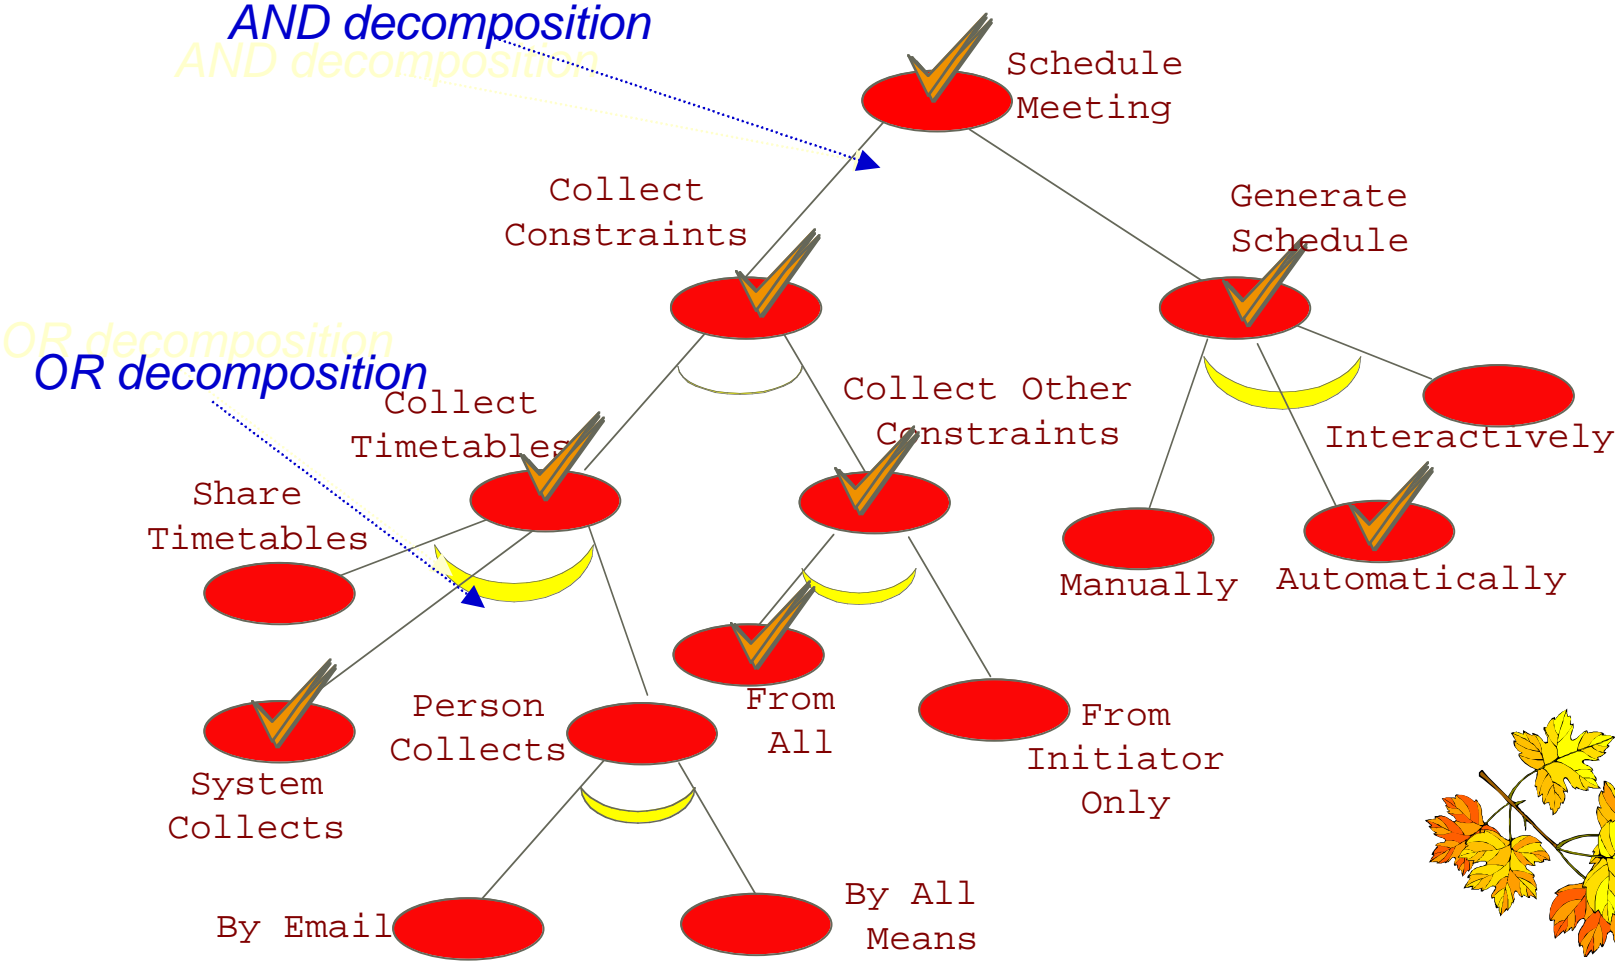 AND decomposition
AND decomposition
Schedule
Meeting
Collect
Constraints
Generate
Schedule
OR decomposition
OR decomposition
Collect
Timetables
Collect Other
Constraints
Interactively
Share
Timetables
Manually
Automatically
System
Collects
Person
Collects
From
All
From
Initiator
Only
By Email
By All
Means